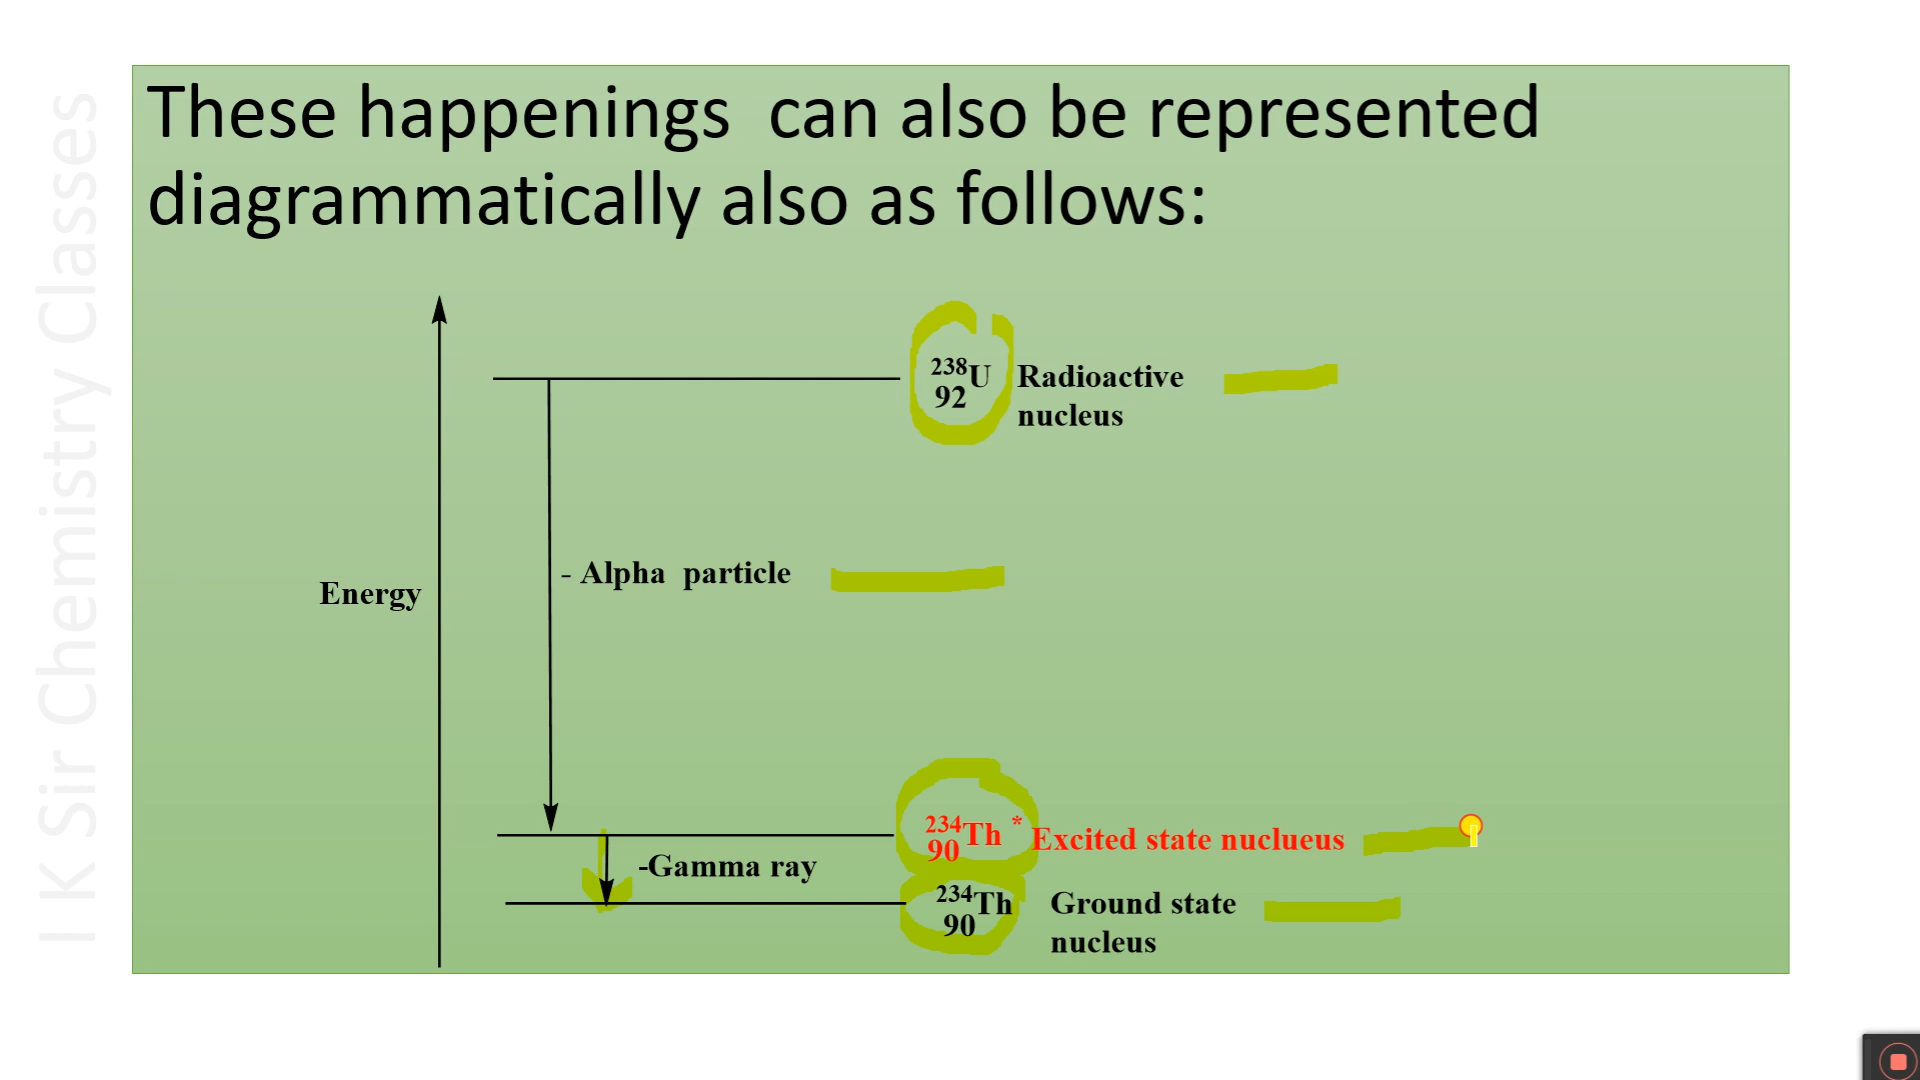 These happenings can also be represented
diagrammatically also as follows:
I K Sir Chemistry Classes
238
U Radioactive
92
nucleus
- Alpha particle
Energy
234
Th * Excited state nuclueus
90
-Gamma ray
234
Th Ground state
90
nucleus